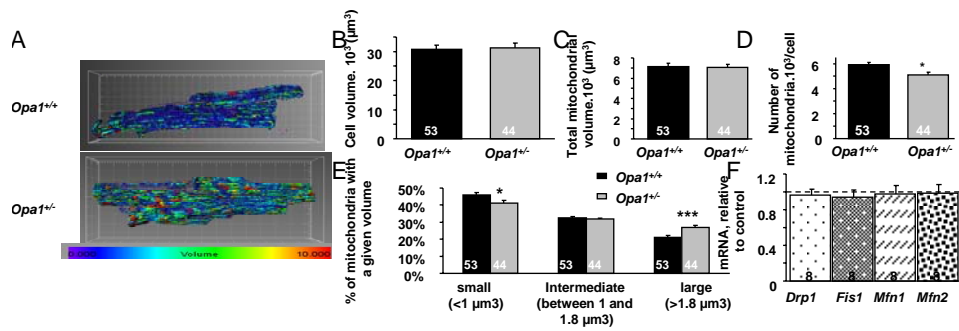 A
Opa1+/+
Opa1+/-
0.000 Volume 10.000
B
Cell volume. 10³ (µm³)
30
20
10
0
53 44
Opa1+/+ Opa1+/-
C
Total mitochondrial
volume.10³ (µm³)
8
6
4
2
0
53 44
Opa1+/+ Opa1+/-
D
Number of
mitochondria.10³/cell
6
4
2
0
*
53 44
Opa1+/+ Opa1+/-
E
% of mitochondria with
a given volume
50%
40%
30%
20%
10%
0%
Opa1+/+
Opa1+/-
* ***
53 44 53 44 53 44
small
(<1 µm3)
Intermediate
(between 1 and
1.8 µm3)
large
(>1.8 µm3)
F
mRNA, relative
to control
1.2
0.8
0.4
0
8 8 8 8
Drp1 Fis1 Mfn1 Mfn2